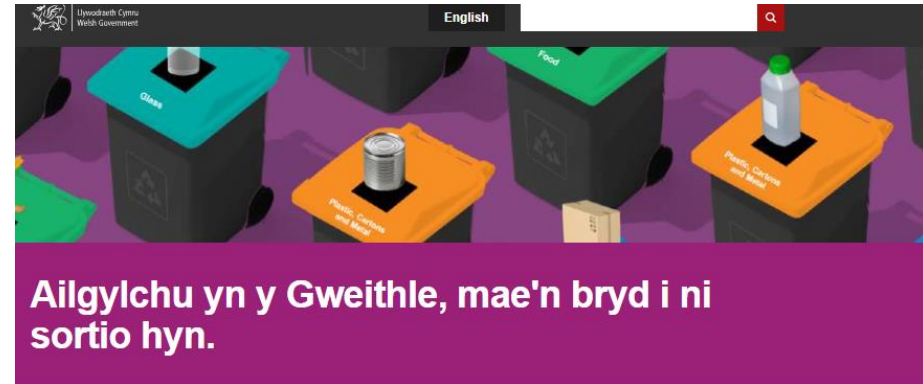 Llywodraeth Cymru
Welsh Government
English
Glass
Food
Plastic, Cartons
and Metal
Plastic, Cartons
and Metal
Ailgylchu yn y Gweithle, mae'n bryd i ni
sortio hyn.